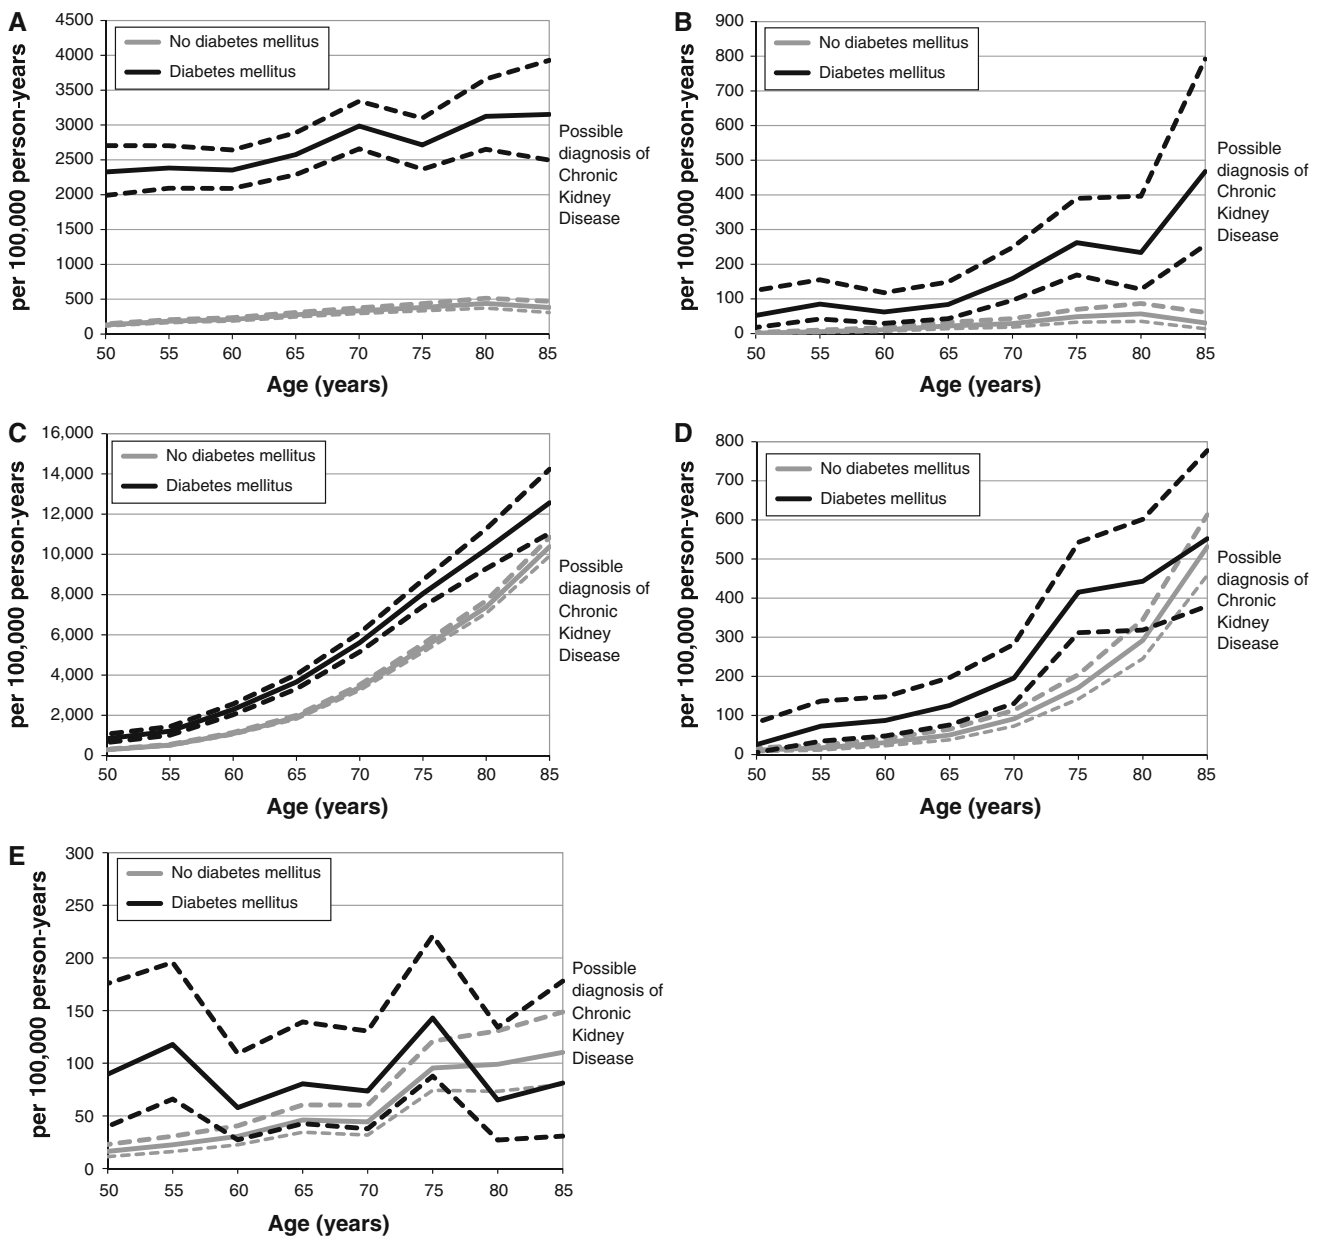 A
per 100,000 person-years
4500
4000
3500
3000
2500
2000
1500
1000
500
0
No diabetes mellitus
Diabetes mellitus
50 55 60 65 70 75 80 85
Age (years)
Possible
diagnosis of
Chronic
Kidney
Disease
B
per 100,000 person-years
900
800
700
600
500
400
300
200
100
0
No diabetes mellitus
Diabetes mellitus
50 55 60 65 70 75 80 85
Age (years)
Possible
diagnosis of
Chronic
Kidney
Disease
C
per 100,000 person-years
16,000
14,000
12,000
10,000
8,000
6,000
4,000
2,000
0
No diabetes mellitus
Diabetes mellitus
50 55 60 65 70 75 80 85
Age (years)
Possible
diagnosis of
Chronic
Kidney
Disease
D
per 100,000 person-years
800
700
600
500
400
300
200
100
0
No diabetes mellitus
Diabetes mellitus
50 55 60 65 70 75 80 85
Age (years)
Possible
diagnosis of
Chronic
Kidney
Disease
E
per 100,000 person-years
300
250
200
150
100
50
0
No diabetes mellitus
Diabetes mellitus
50 55 60 65 70 75 80 85
Age (years)
Possible
diagnosis of
Chronic
Kidney
Disease